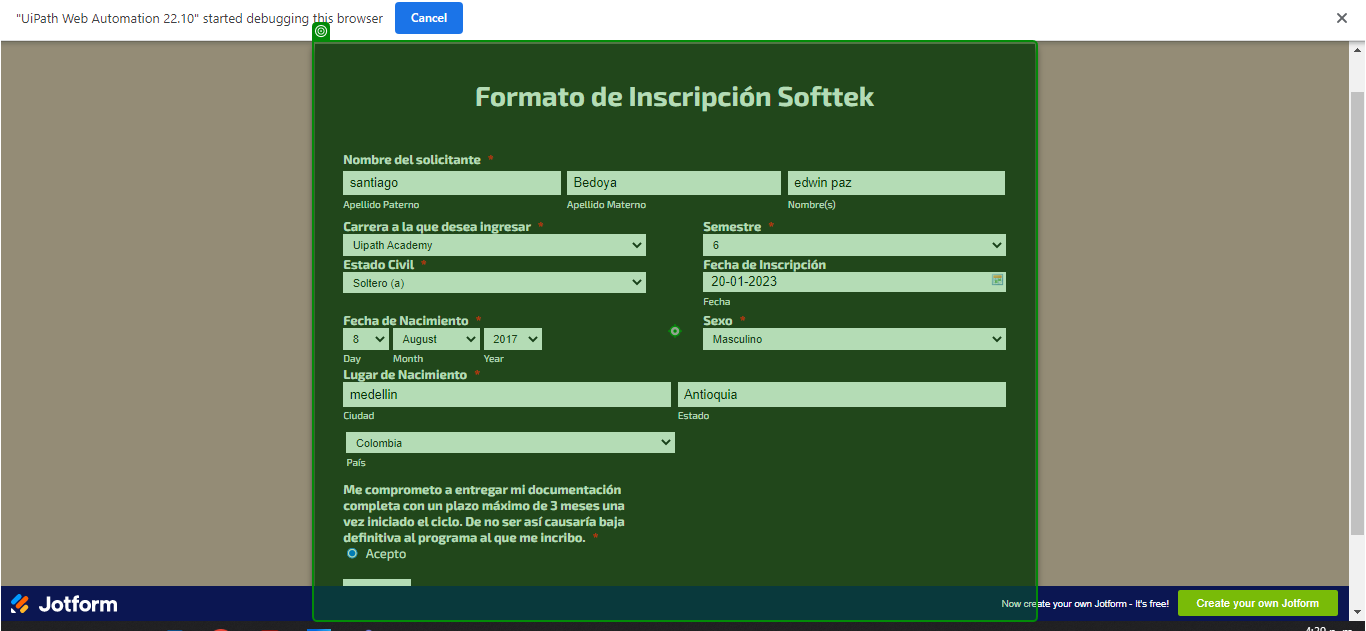 "UiPath Web Automation 22.10" started debugging this browser Cancel
Formato de Inscripción Softtek
Nombre del solicitante *
santiago Bedoya edwin paz
Apellido Paterno Apellido Materno Nombre(s)
Carrera a la que desea ingresar * Semestre *
Uipath Academy 6
Estado Civil * Fecha de Inscripción
Soltero (a) 20-01-2023
Fecha
Fecha de Nacimiento * Sexo *
8 August 2017 Masculino
Day Month Year
Lugar de Nacimiento *
medellin Antioquia
Ciudad Estado
Colombia
País
Me comprometo a entregar mi documentación
completa con un plazo máximo de 3 meses una
vez iniciado el ciclo. De no ser así causaría baja
definitiva al programa al que me incribo. *
Acepto
Jotform Now create your own Jotform - It's free! Create your own Jotform